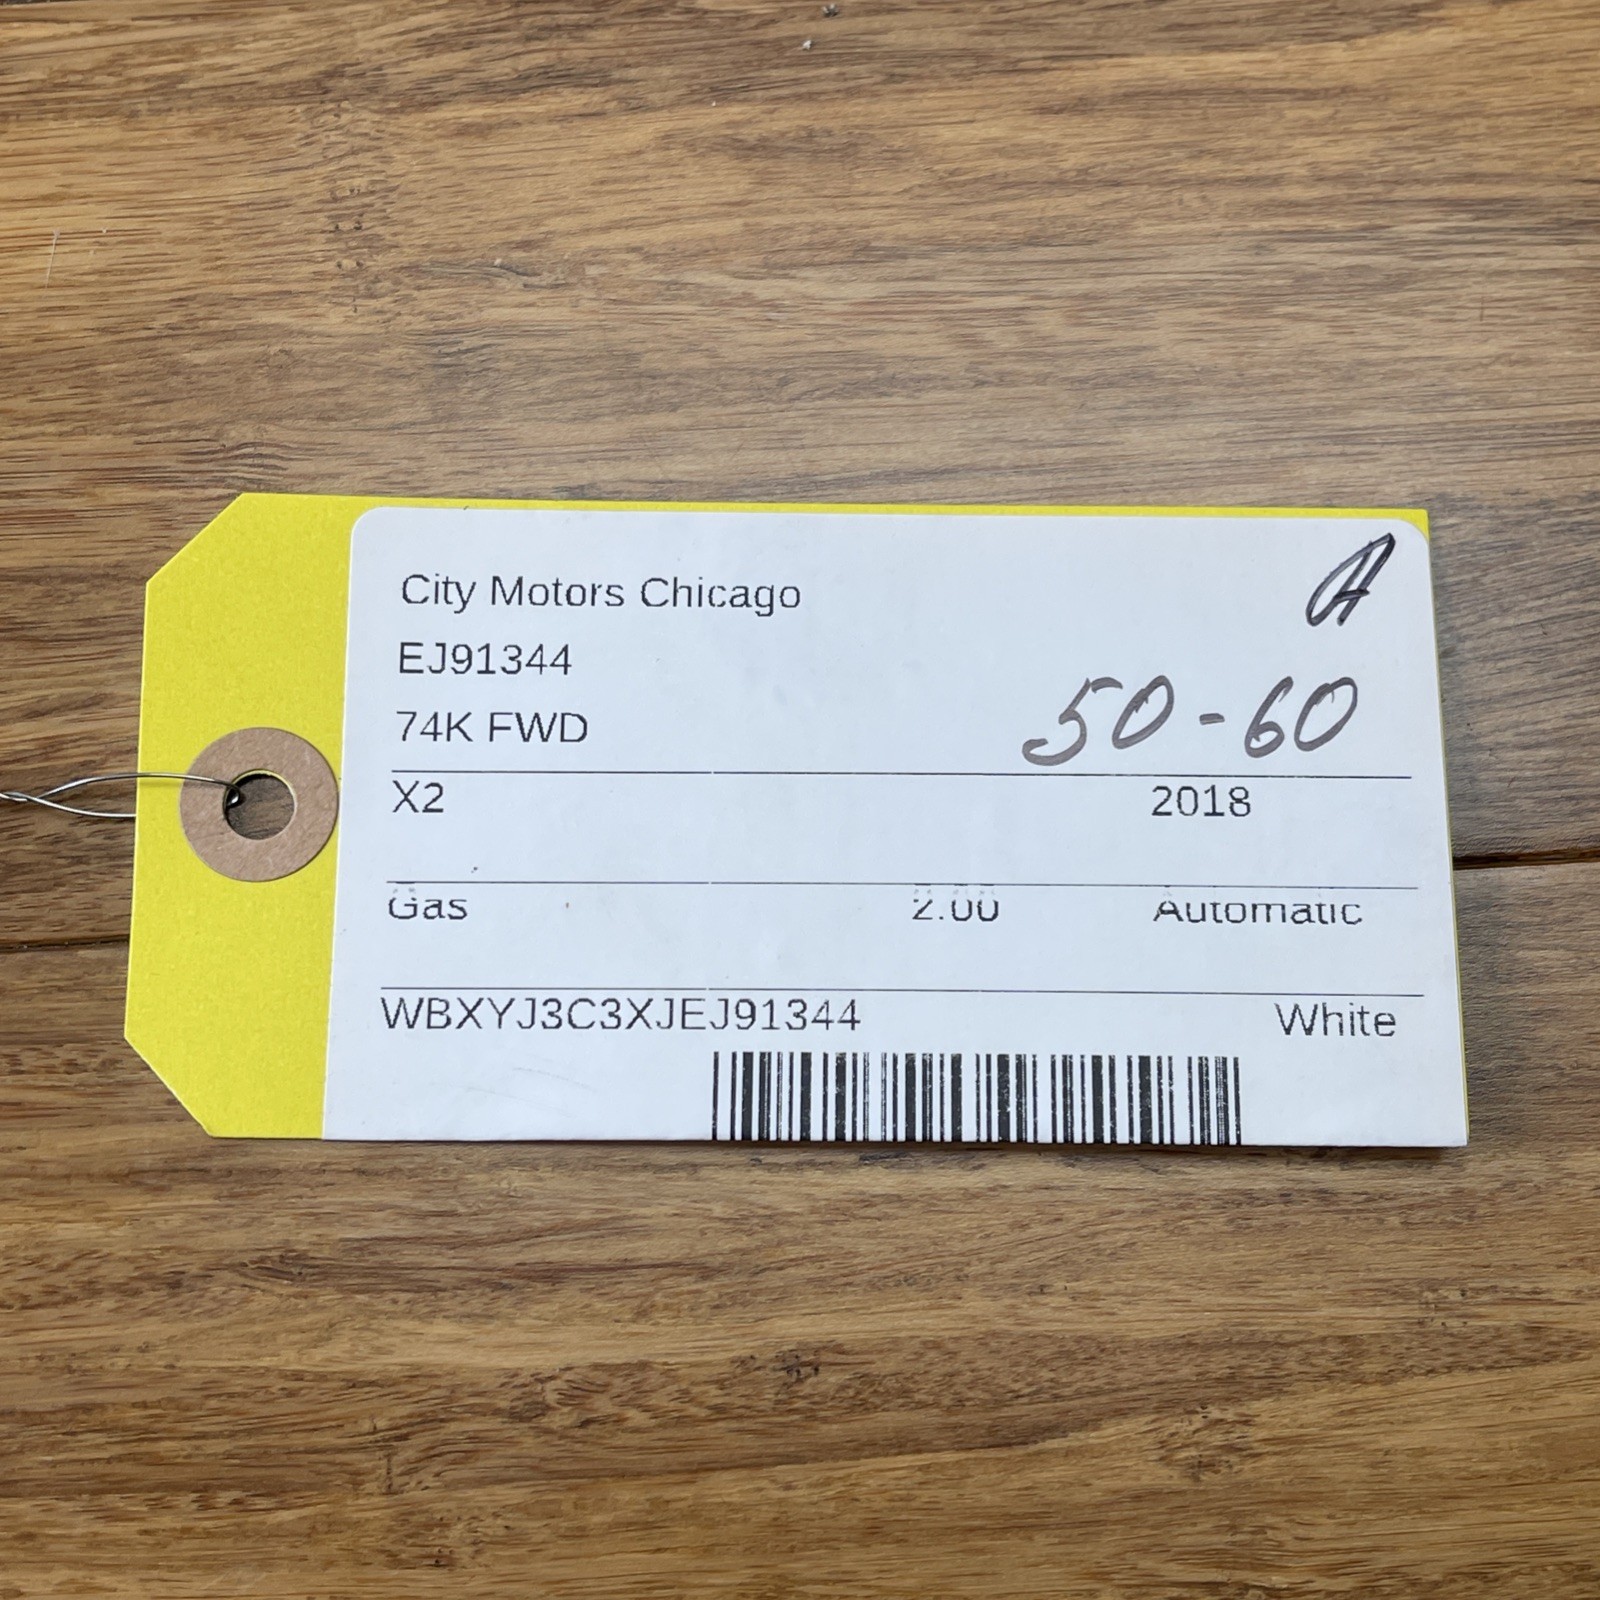 City Motors Chicago
A
EJ91344
74K FWD
50-60
X2 2018
Gas 2.00 Automatic
WBXYJ3C3XJEJ91344 White